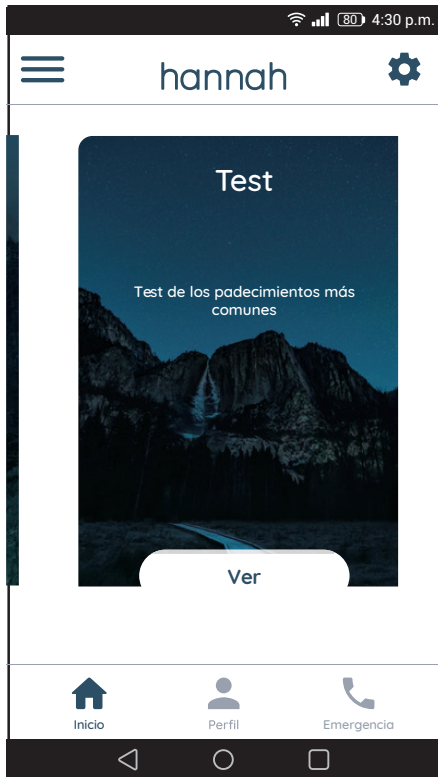 80 4:30 p.m.
hannah
Test
Test de los padecimientos más
comunes
Ver
Inicio Perfil Emergencia